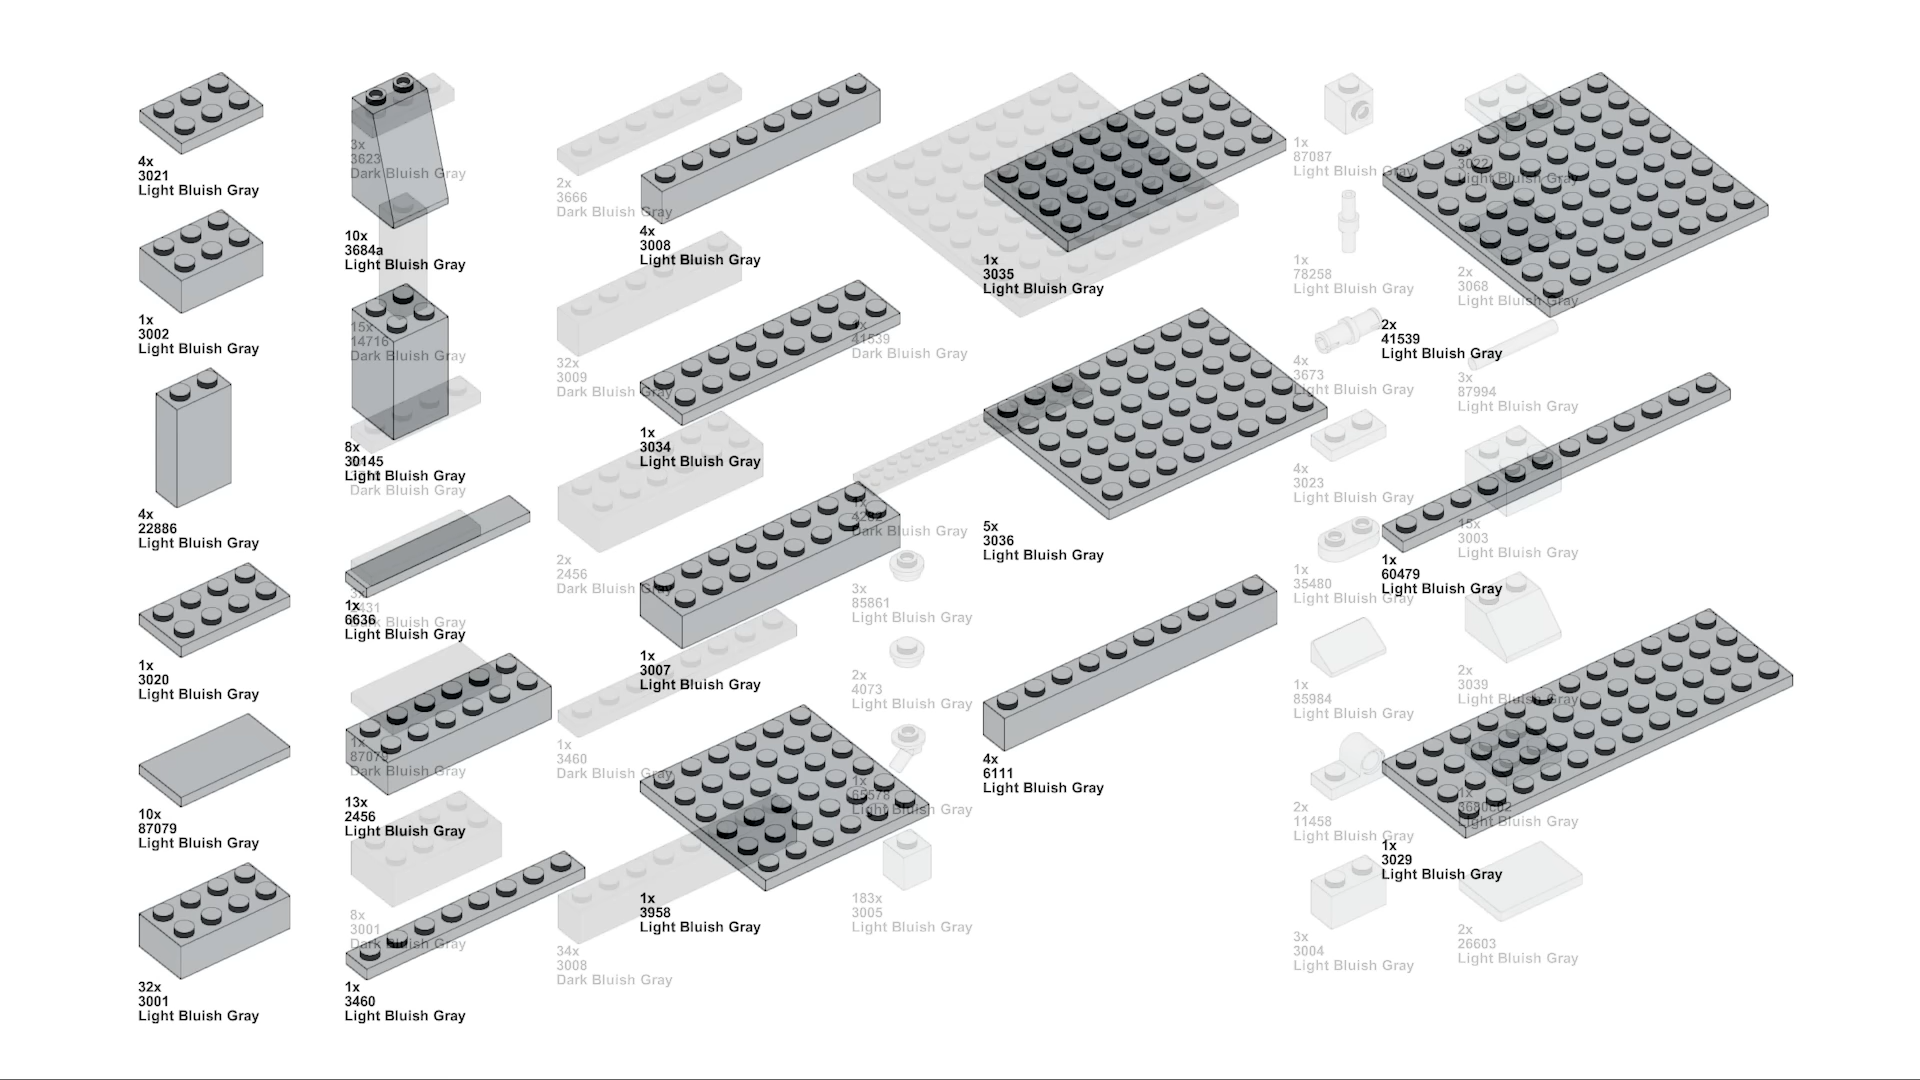 4x
3021
Light Bluish Gray
1x
3002
Light Bluish Gray
4x
22886
Light Bluish Gray
1x
3020
Light Bluish Gray
10x
87079
Light Bluish Gray
32x
3001
Light Bluish Gray
3x
3623
Dark Bluish Gray
10x
3684a
Light Bluish Gray
15x
14716
Dark Bluish Gray
8x
30145
Light Bluish Gray
Dark Bluish Gray
1x
6636
Light Bluish Gray
Dark Bluish Gray
1x
87079
Dark Bluish Gray
13x
2456
Light Bluish Gray
8x
3001
Dark Bluish Gray
1x
3460
Light Bluish Gray
2x
3666
Dark Bluish Gray
4x
3008
Light Bluish Gray
32x
3009
Dark Bluish Gray
1x
3034
Light Bluish Gray
2x
2456
Dark Bluish Gray
1x
3007
Light Bluish Gray
1x
3460
Dark Bluish Gray
1x
3958
Light Bluish Gray
34x
3008
Dark Bluish Gray
41539
Dark Bluish Gray
1x
4282
Dark Bluish Gray
3x
85861
Light Bluish Gray
2x
4073
Light Bluish Gray
1x
65578
Light Bluish Gray
183x
3005
Light Bluish Gray
1x
3035
Light Bluish Gray
5x
3036
Light Bluish Gray
4x
6111
Light Bluish Gray
1x
87087
Light Bluish Gray
1x
78258
Light Bluish Gray
4x
3673
Light Bluish Gray
4x
3023
Light Bluish Gray
1x
35480
Light Bluish Gray
1x
85984
Light Bluish Gray
2x
11458
Light Bluish Gray
3x
3004
Light Bluish Gray
2x
41539
Light Bluish Gray
1x
60479
Light Bluish Gray
1x
3029
Light Bluish Gray
2x
3022
Light Bluish Gray
2x
3068
Light Bluish Gray
3x
87994
Light Bluish Gray
15x
3003
Light Bluish Gray
2x
3039
Light Bluish Gray
1x
3680c02
Light Bluish Gray
2x
26603
Light Bluish Gray